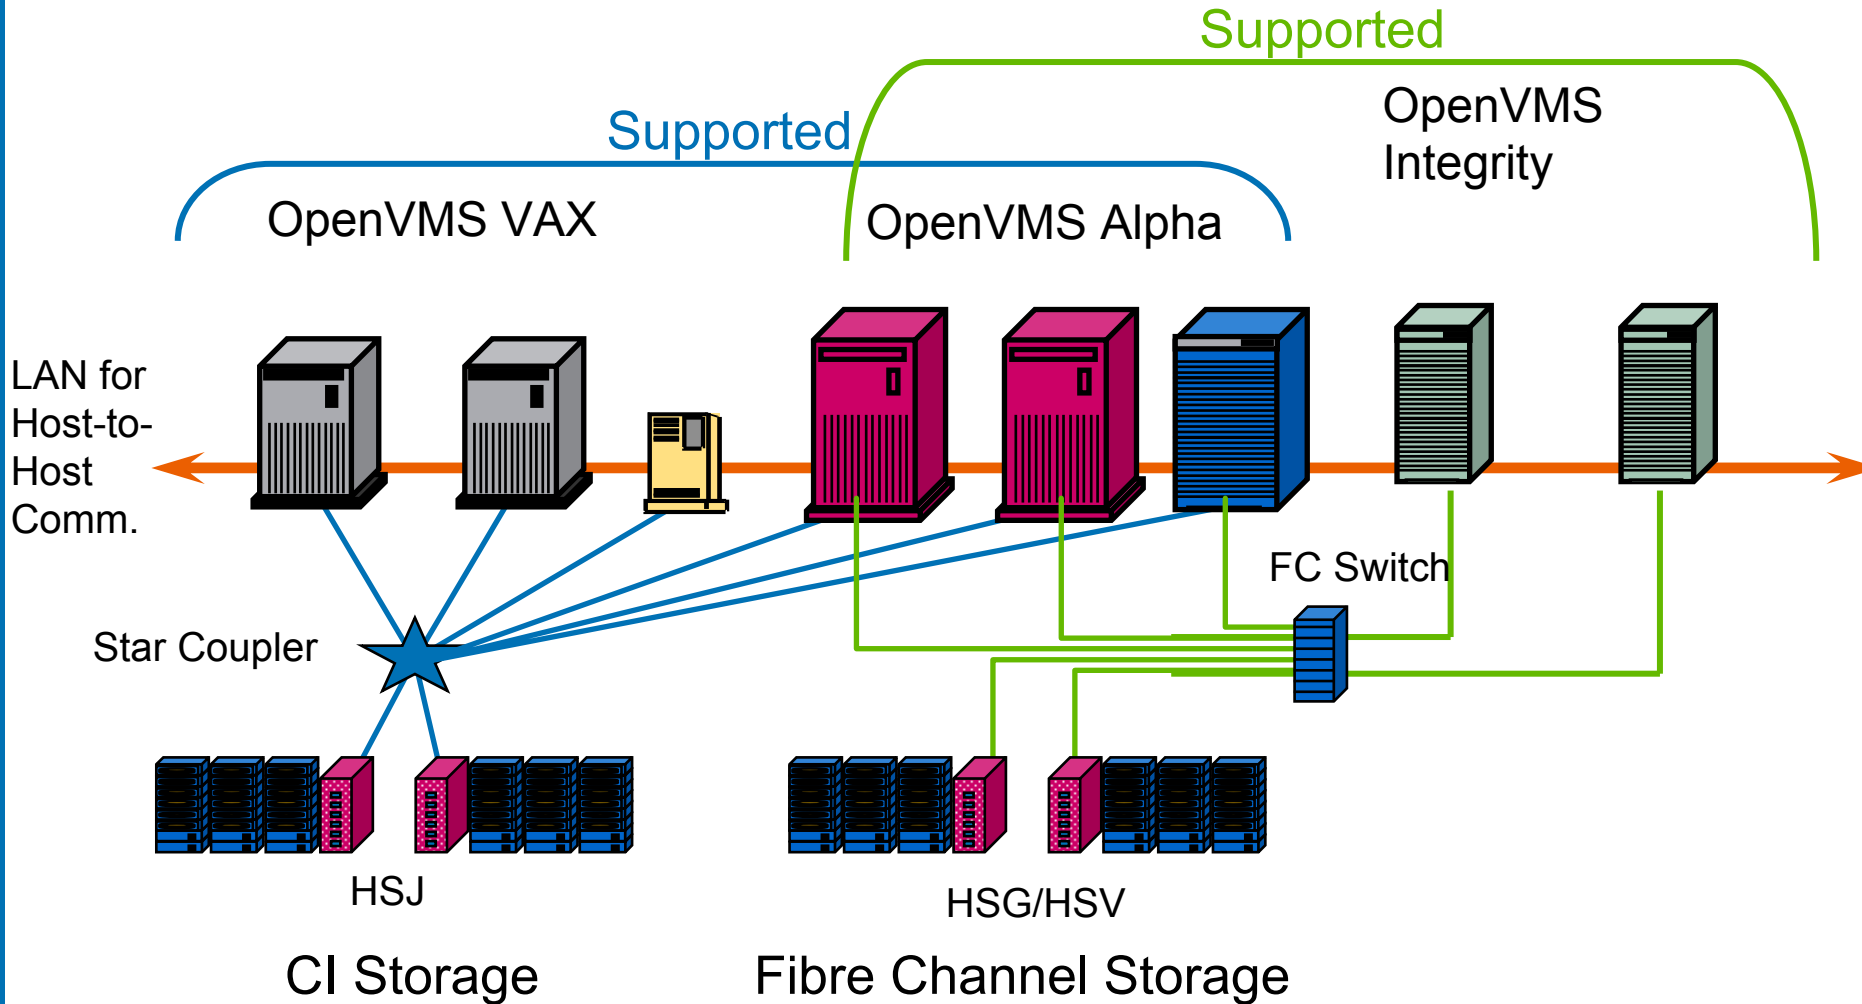 Supported
OpenVMS
Integrity
Supported
OpenVMS VAX
OpenVMS Alpha
LAN for
Host-to-
Host
Comm.
FC Switch
Star Coupler
HSJ
HSG/HSV
CI Storage
Fibre Channel Storage